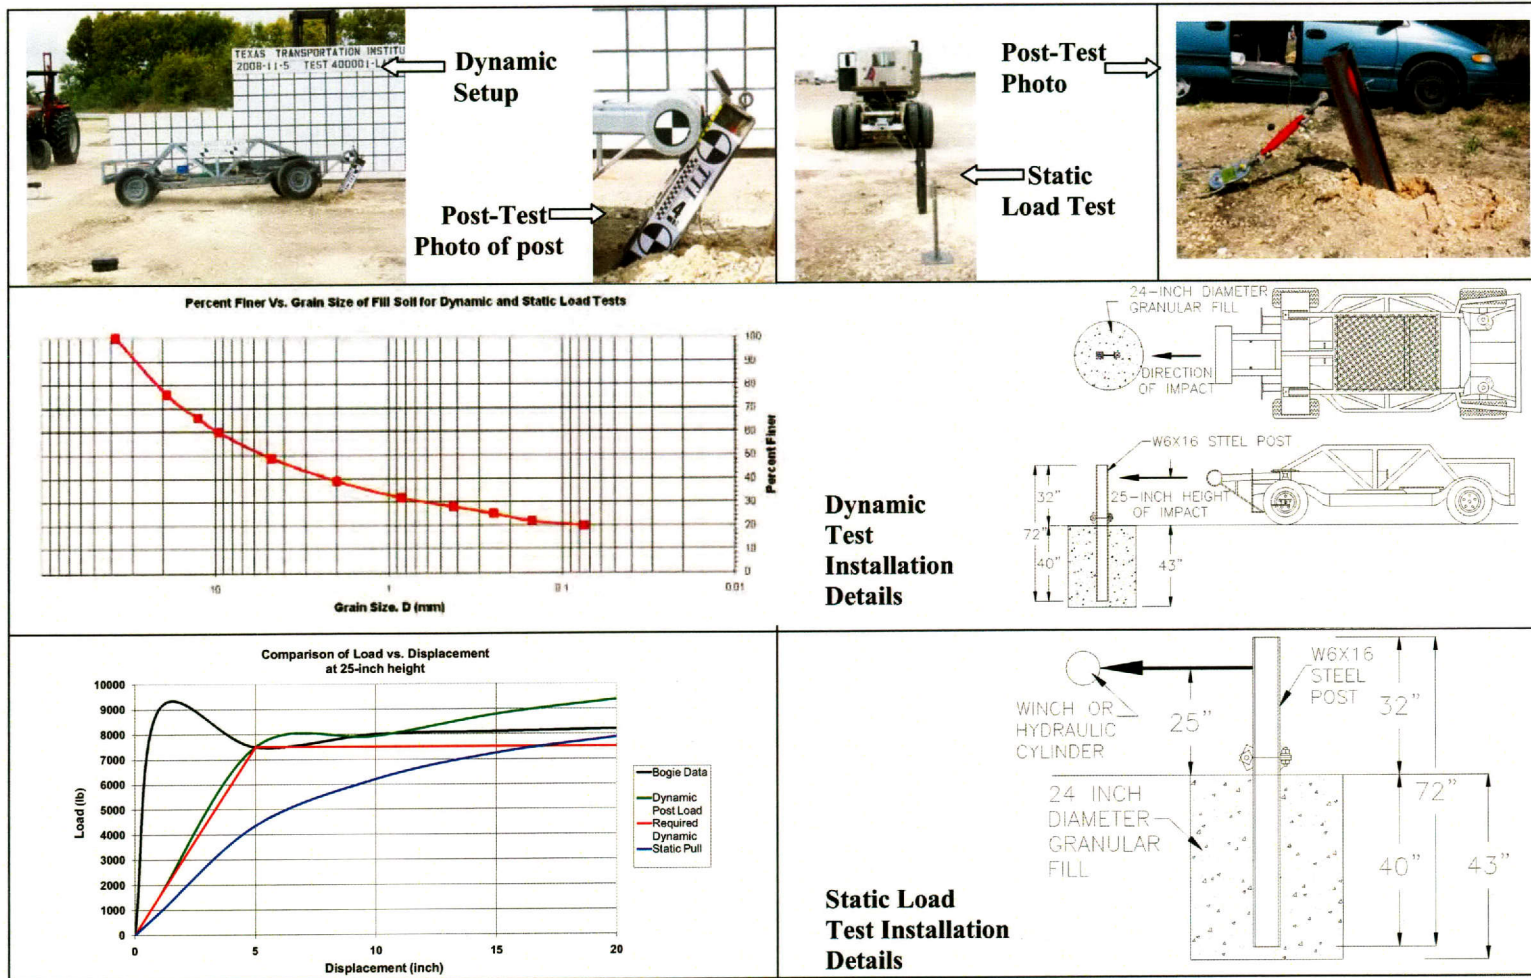 TEXAS TRANSPORTATION INSTITU
2008-11-5 TEST 400001-L
Dynamic
Setup
Post-Test
Photo of post
TTI
4
Static
Load Test
Post-Test
Photo
Percent Finer Vs. Grain Size of Fill Soil for Dynamic and Static Load Tests
100
90
80
70
60
50
40
30
20
10
0
Percent Finer
10
1
0.1
0.01
Grain Size, D (mm)
24-INCH DIAMETER
GRANULAR FILL
DIRECTION
OF IMPACT
W6X16 STTEL POST
25-INCH HEIGHT
OF IMPACT
32"
72"
40"
43"
Dynamic
Test
Installation
Details
Comparison of Load vs. Displacement
at 25-inch height
10000
9000
8000
7000
6000
5000
4000
3000
2000
1000
0
Load (lb)
0
5
10
15
20
Displacement (inch)
Bogie Data
Dynamic
Post Load
Required
Dynamic
Static Pull
W6X16
STEEL
POST
WINCH OR
HYDRAULIC
CYLINDER
25"
32"
24 INCH
DIAMETER
GRANULAR
FILL
72"
40"
43"
Static Load
Test Installation
Details